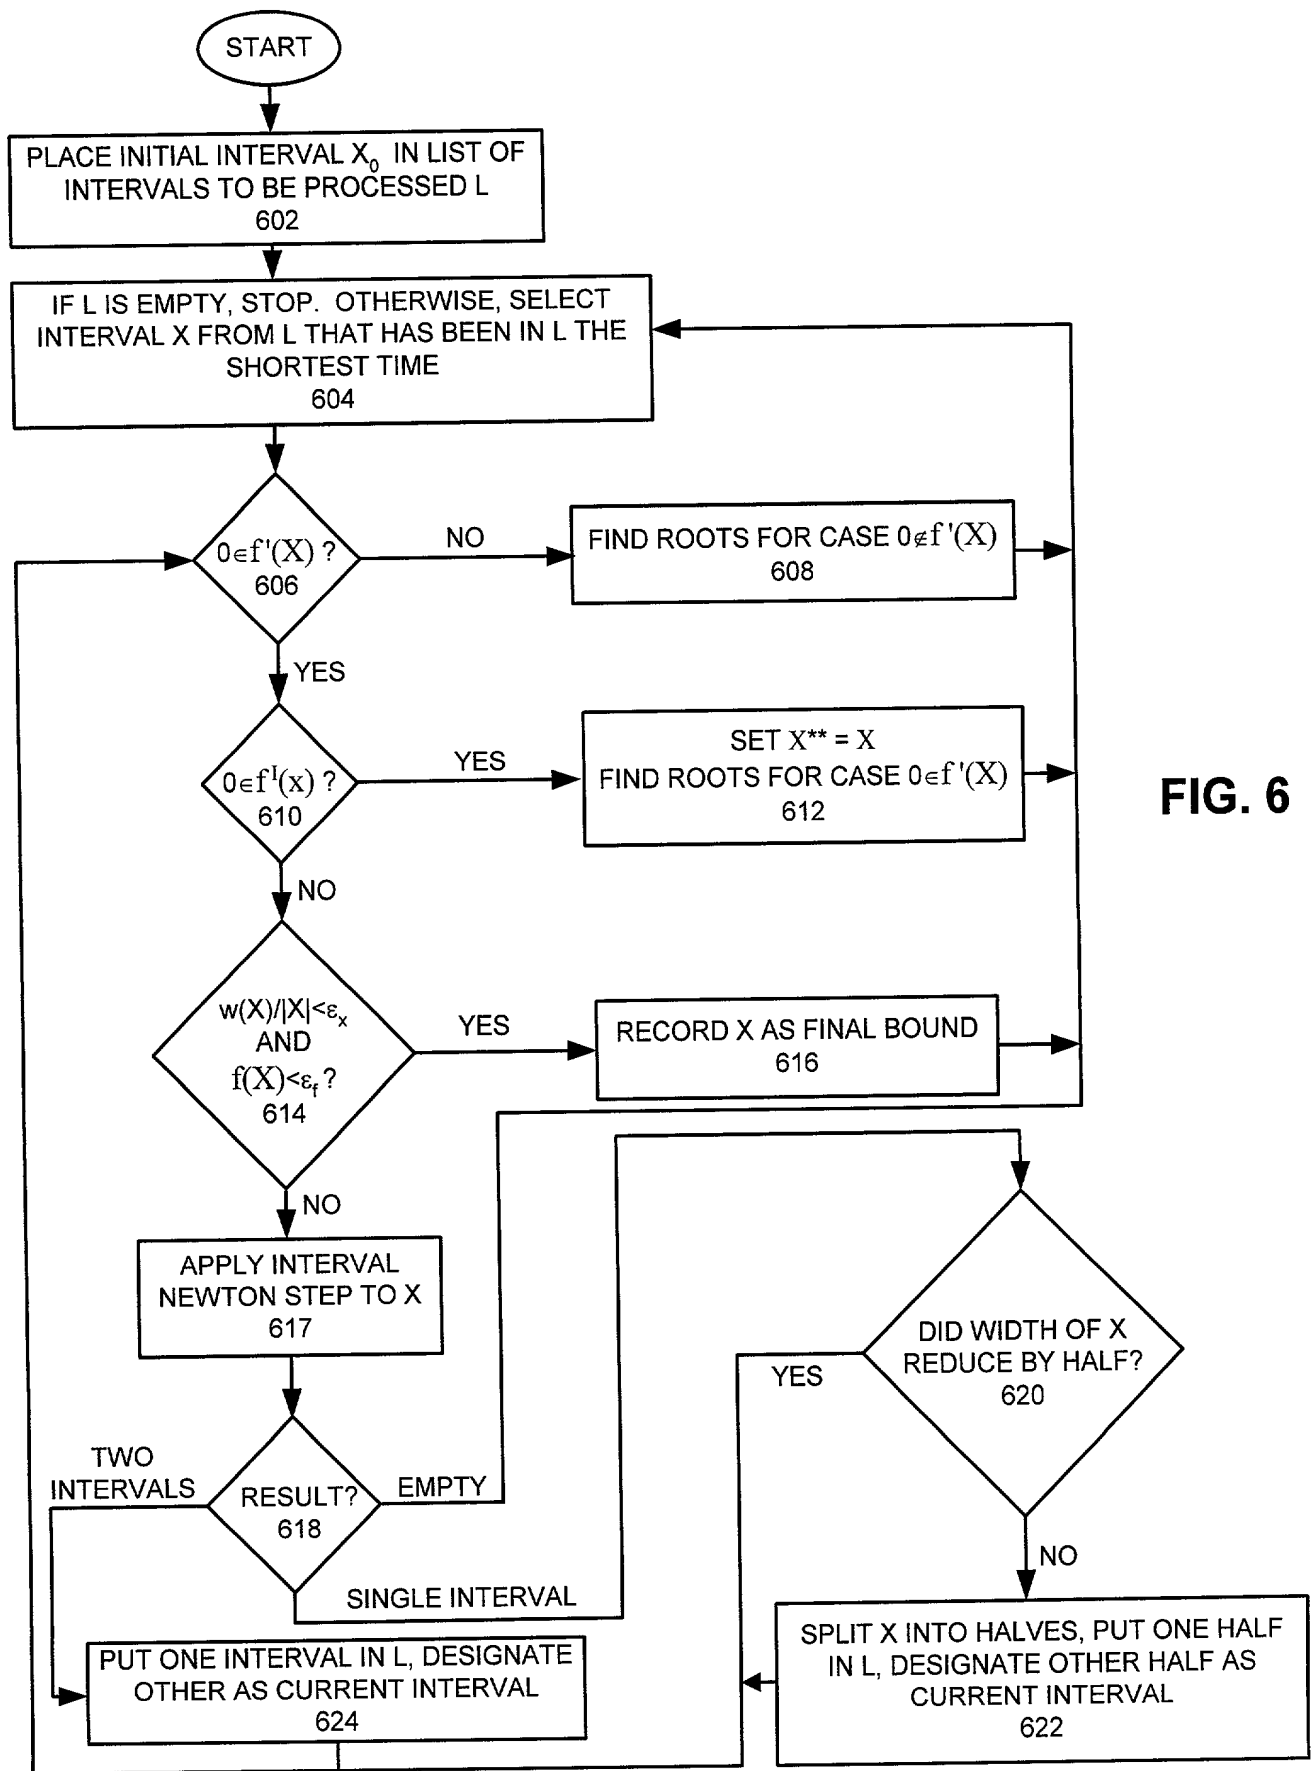 START
PLACE INITIAL INTERVAL X₀ IN LIST OF
INTERVALS TO BE PROCESSED L
602
IF L IS EMPTY, STOP. OTHERWISE, SELECT
INTERVAL X FROM L THAT HAS BEEN IN L THE
SHORTEST TIME
604
0∈f'(X) ?
606
NO
FIND ROOTS FOR CASE 0∉f'(X)
608
YES
0∈fᴵ(x) ?
610
YES
SET X** = X
FIND ROOTS FOR CASE 0∈f'(X)
612
FIG. 6
NO
w(X)/|X|<εₓ
AND
f(X)<ε_f ?
614
YES
RECORD X AS FINAL BOUND
616
NO
APPLY INTERVAL
NEWTON STEP TO X
617
DID WIDTH OF X
REDUCE BY HALF?
620
YES
TWO
INTERVALS
RESULT?
618
EMPTY
NO
SINGLE INTERVAL
PUT ONE INTERVAL IN L, DESIGNATE
OTHER AS CURRENT INTERVAL
624
SPLIT X INTO HALVES, PUT ONE HALF
IN L, DESIGNATE OTHER HALF AS
CURRENT INTERVAL
622